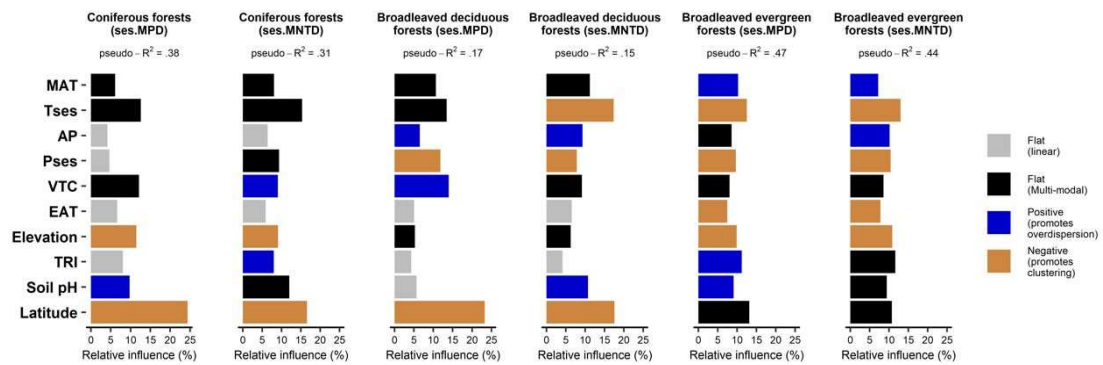 Coniferous forests
(ses.MPD)
pseudo – R² = .38
Coniferous forests
(ses.MNTD)
pseudo – R² = .31
Broadleaved deciduous
forests (ses.MPD)
pseudo – R² = .17
Broadleaved deciduous
forests (ses.MNTD)
pseudo – R² = .15
Broadleaved evergreen
forests (ses.MPD)
pseudo – R² = .47
Broadleaved evergreen
forests (ses.MNTD)
pseudo – R² = .44
MAT
Tses
AP
Pses
VTC
EAT
Elevation
TRI
Soil pH
Latitude
0 5 10 15 20 25
Relative influence (%)
0 5 10 15 20 25
Relative influence (%)
0 5 10 15 20 25
Relative influence (%)
0 5 10 15 20 25
Relative influence (%)
0 5 10 15 20 25
Relative influence (%)
0 5 10 15 20 25
Relative influence (%)
Flat
(linear)
Flat
(Multi-modal)
Positive
(promotes
overdispersion)
Negative
(promotes
clustering)